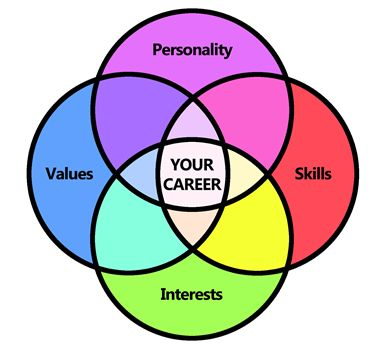 Personality
Values
YOUR
CAREER
Skills
Interests